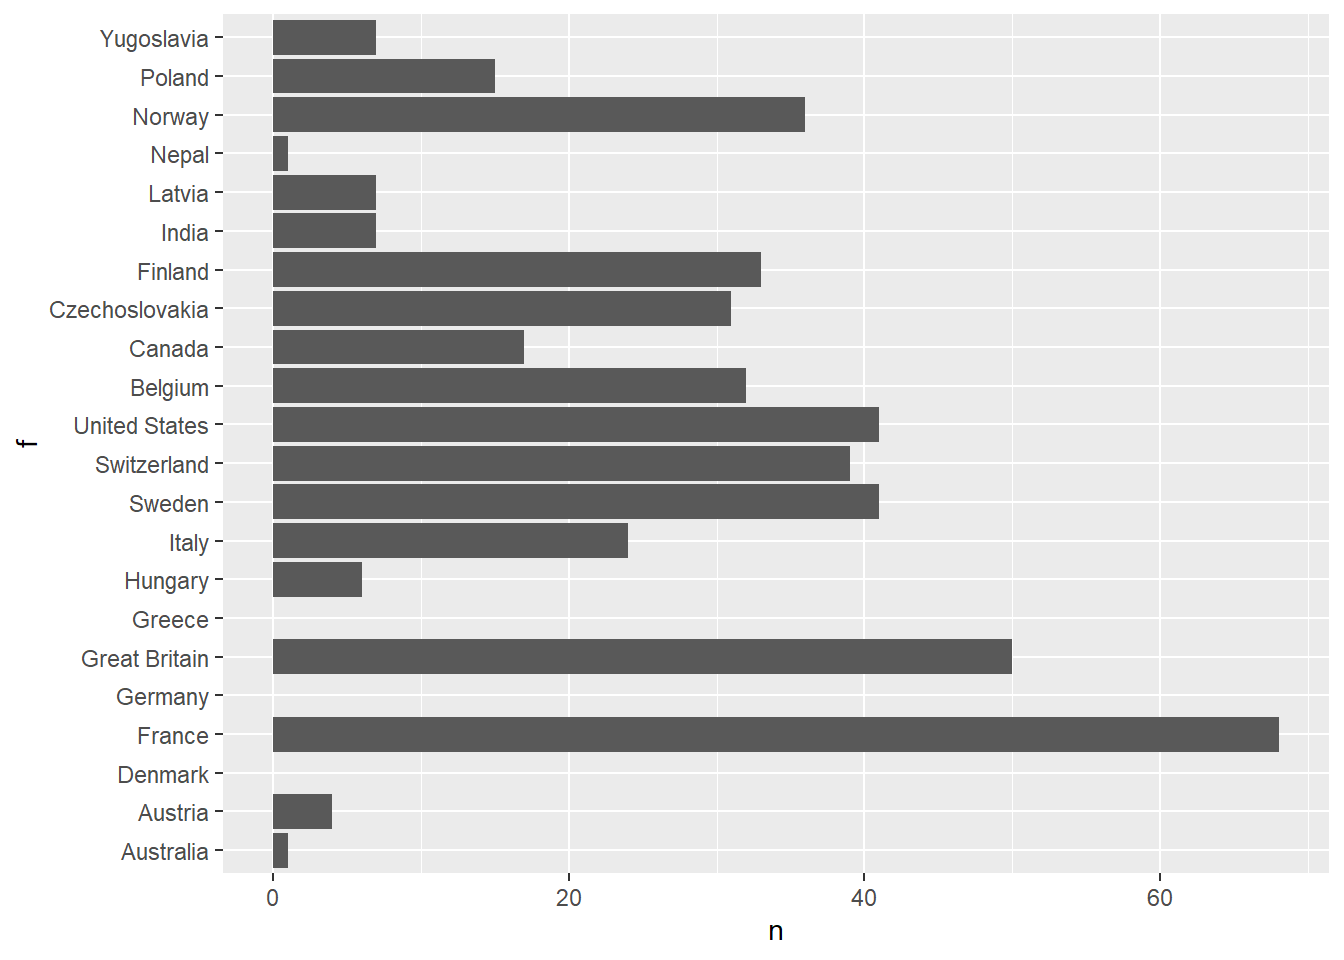 Yugoslavia
Poland
Norway
Nepal
Latvia
India
Finland
Czechoslovakia
Canada
Belgium
United States
Switzerland
Sweden
Italy
Hungary
Greece
Great Britain
Germany
France
Denmark
Austria
Australia
f
0 20 40 60
n